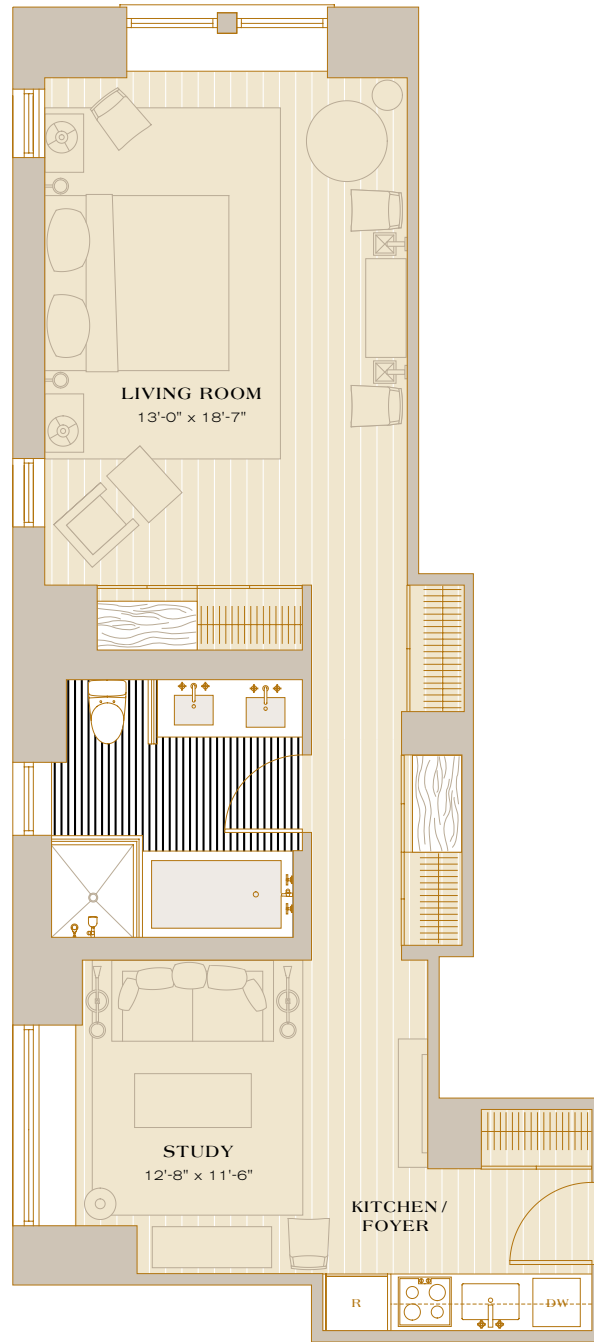 LIVING ROOM
13'-0" x 18'-7"
STUDY
12'-8" x 11'-6"
KITCHEN/
FOYER
R
DW